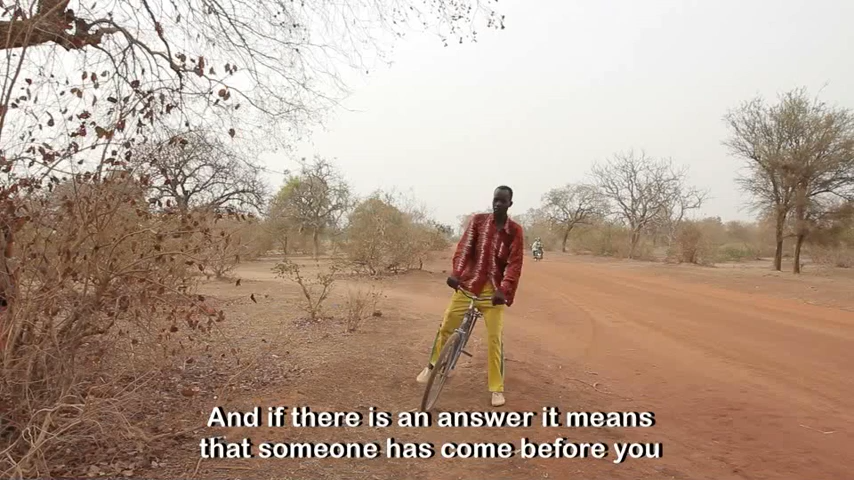 And if there is an answer it means
that someone has come before you